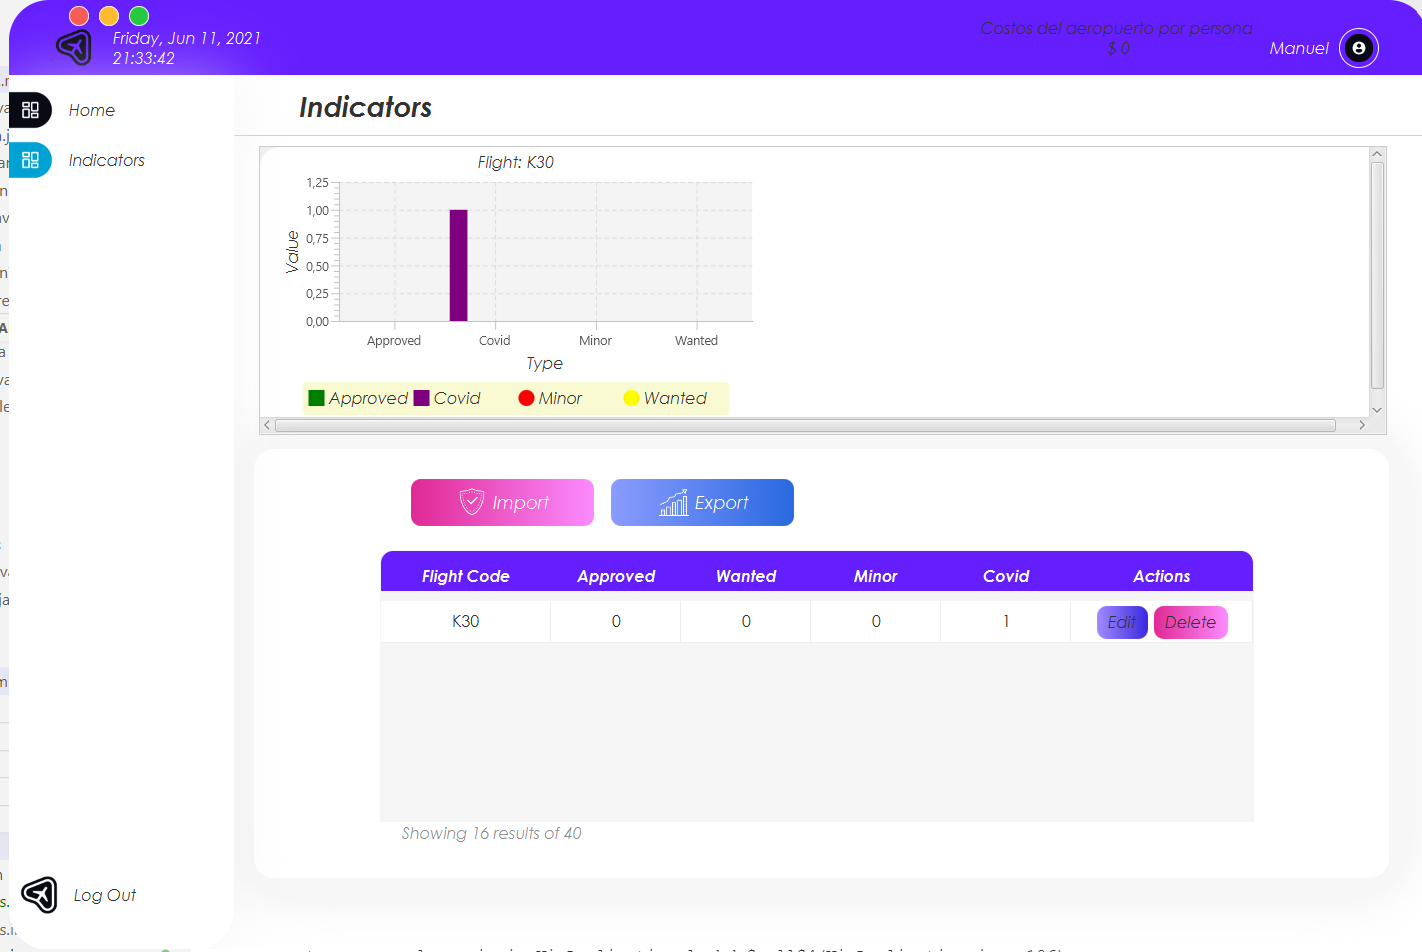 Friday, Jun 11, 2021
21:33:42
Costos del aeropuerto por persona
$ 0
Manuel
Home
Indicators
Log Out
Indicators
Flight: K30
1,25
1,00
0,75
0,50
0,25
0,00
Value
Approved Covid Minor Wanted
Type
Approved Covid Minor Wanted
Import Export
Flight Code Approved Wanted Minor Covid Actions
K30 0 0 0 1 Edit Delete
Showing 16 results of 40